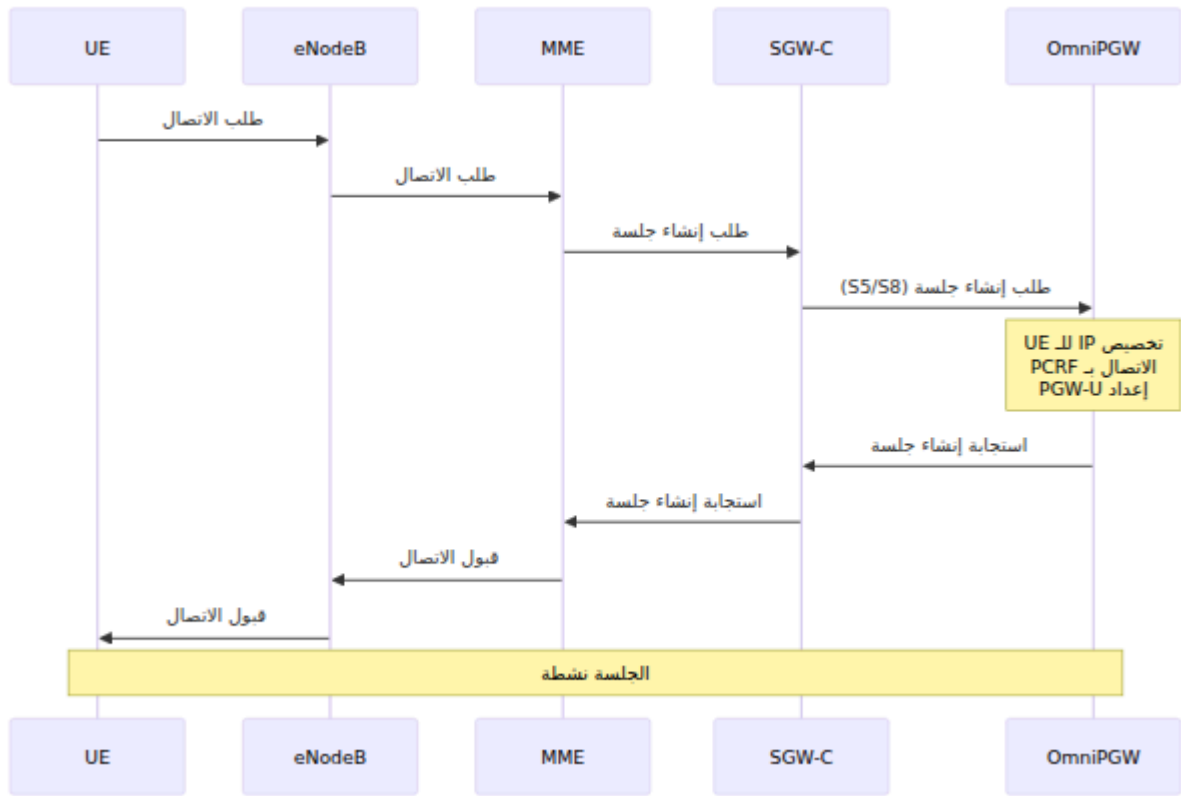 UE
eNodeB
MME
SGW-C
OmniPGW
طلب الاتصال
طلب الاتصال
طلب إنشاء جلسة
طلب إنشاء جلسة (S5/S8)
تخصيص IP للـ UE
الاتصال بـ PCRF
إعداد PGW-U
استجابة إنشاء جلسة
استجابة إنشاء جلسة
قبول الاتصال
قبول الاتصال
الجلسة نشطة
UE
eNodeB
MME
SGW-C
OmniPGW